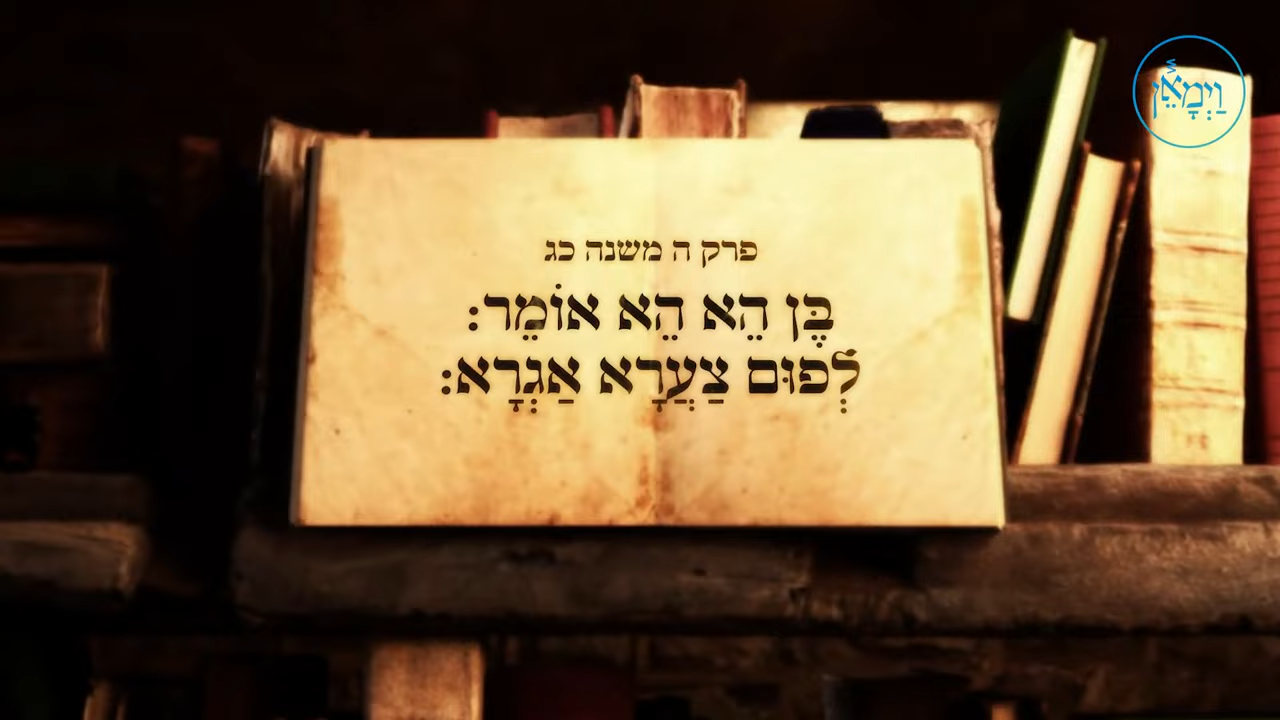 פרק ה משנה כג
בֶּן הֵא הֵא אוֹמֵר:
לְפוּם צַעֲרָא אַגְרָא:
וַיְמָאֵן